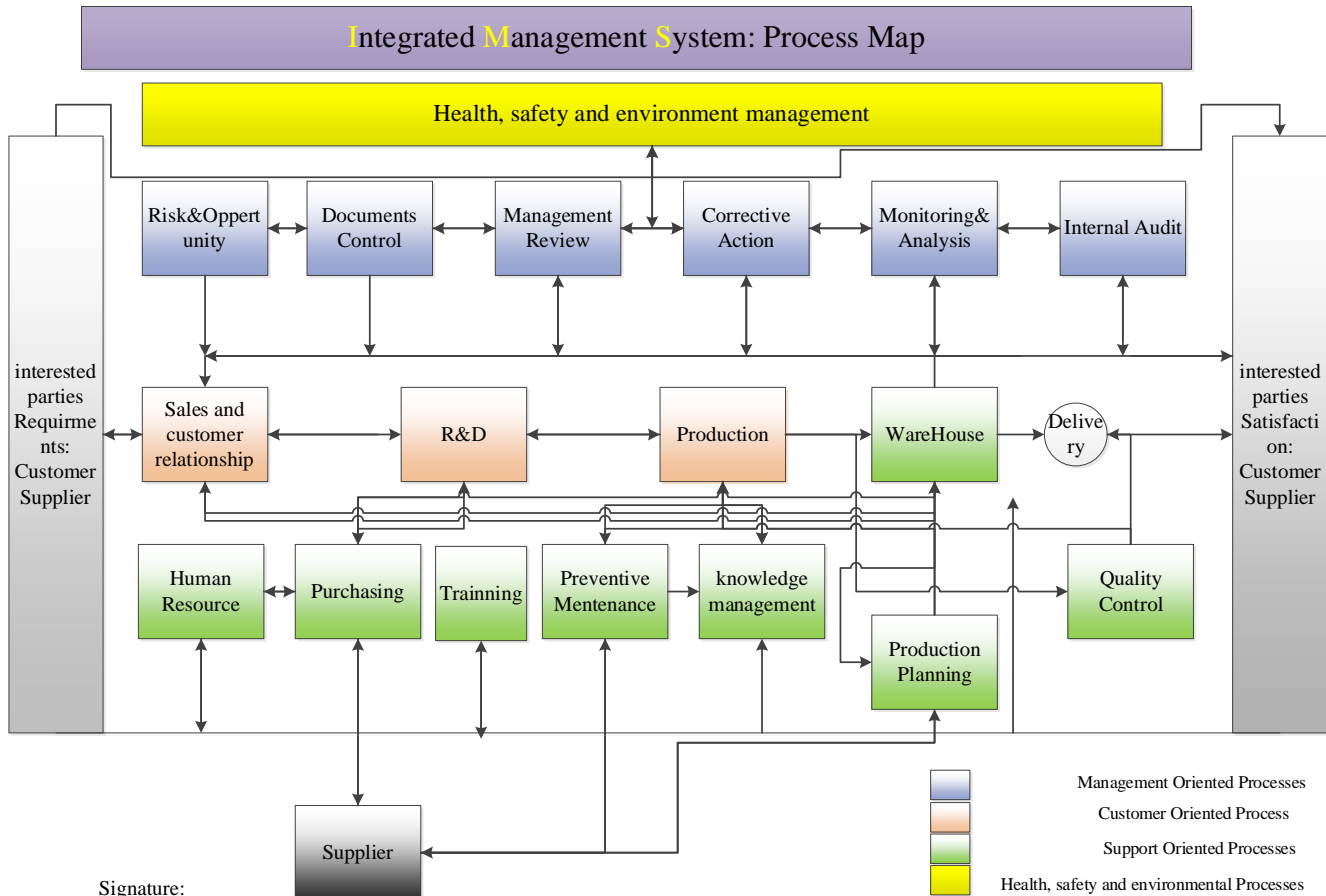 Integrated Management System: Process Map
Health, safety and environment management
Risk&Oppert
unity
Documents
Control
Management
Review
Corrective
Action
Monitoring&
Analysis
Internal Audit
interested
parties
Requirme
nts:
Customer
Supplier
Sales and
customer
relationship
R&D
Production
WareHouse
Delive
ry
interested
parties
Satisfacti
on:
Customer
Supplier
Human
Resource
Purchasing
Trainning
Preventive
Mentenance
knowledge
management
Quality
Control
Production
Planning
Supplier
Management Oriented Processes
Customer Oriented Process
Support Oriented Processes
Health, safety and environmental Processes
Signature: